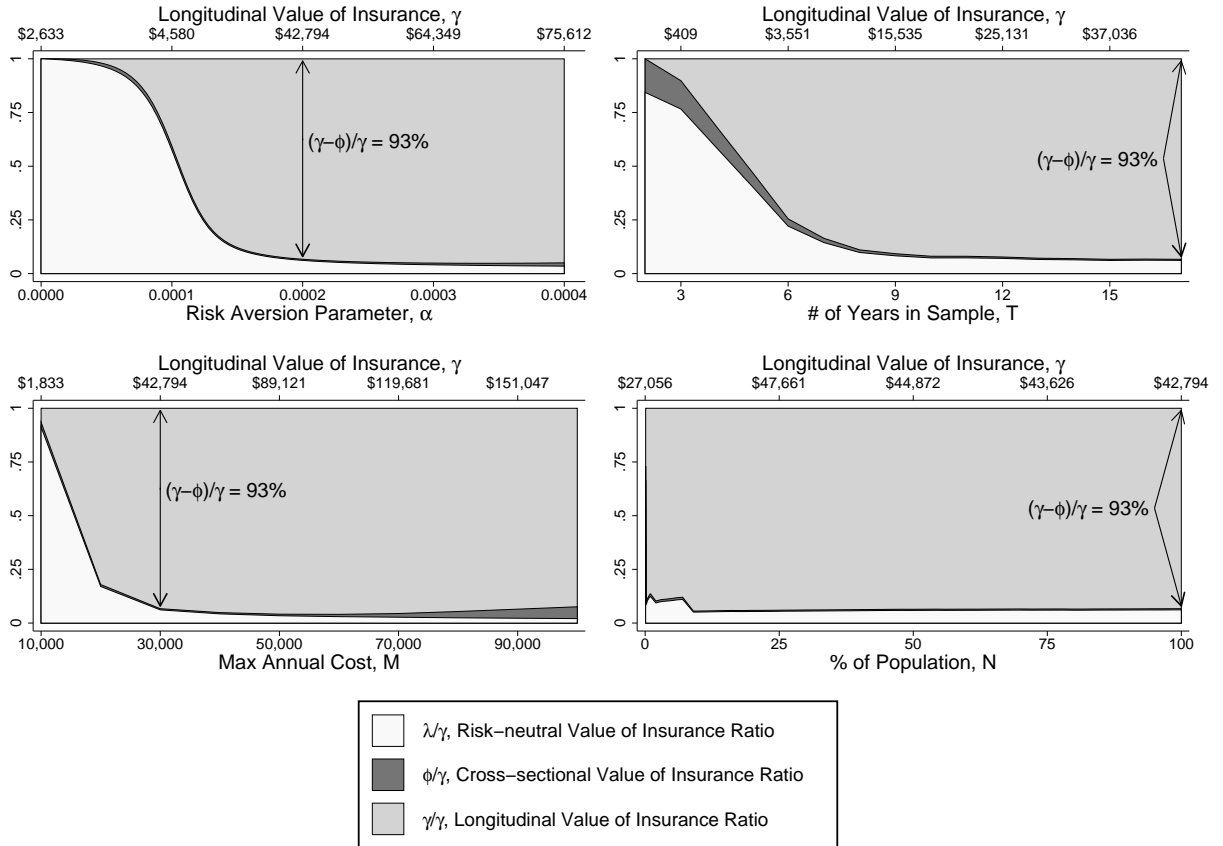 Longitudinal Value of Insurance, γ
$2,633 $4,580 $42,794 $64,349 $75,612
1
.75
.5
.25
0
(γ−ϕ)/γ = 93%
0.0000 0.0001 0.0002 0.0003 0.0004
Risk Aversion Parameter, α
Longitudinal Value of Insurance, γ
$409 $3,551 $15,535 $25,131 $37,036
1
.75
.5
.25
0
(γ−ϕ)/γ = 93%
3 6 9 12 15
# of Years in Sample, T
Longitudinal Value of Insurance, γ
$1,833 $42,794 $89,121 $119,681 $151,047
1
.75
.5
.25
0
(γ−ϕ)/γ = 93%
10,000 30,000 50,000 70,000 90,000
Max Annual Cost, M
Longitudinal Value of Insurance, γ
$27,056 $47,661 $44,872 $43,626 $42,794
1
.75
.5
.25
0
(γ−ϕ)/γ = 93%
0 25 50 75 100
% of Population, N
λ/γ, Risk−neutral Value of Insurance Ratio
ϕ/γ, Cross−sectional Value of Insurance Ratio
γ/γ, Longitudinal Value of Insurance Ratio